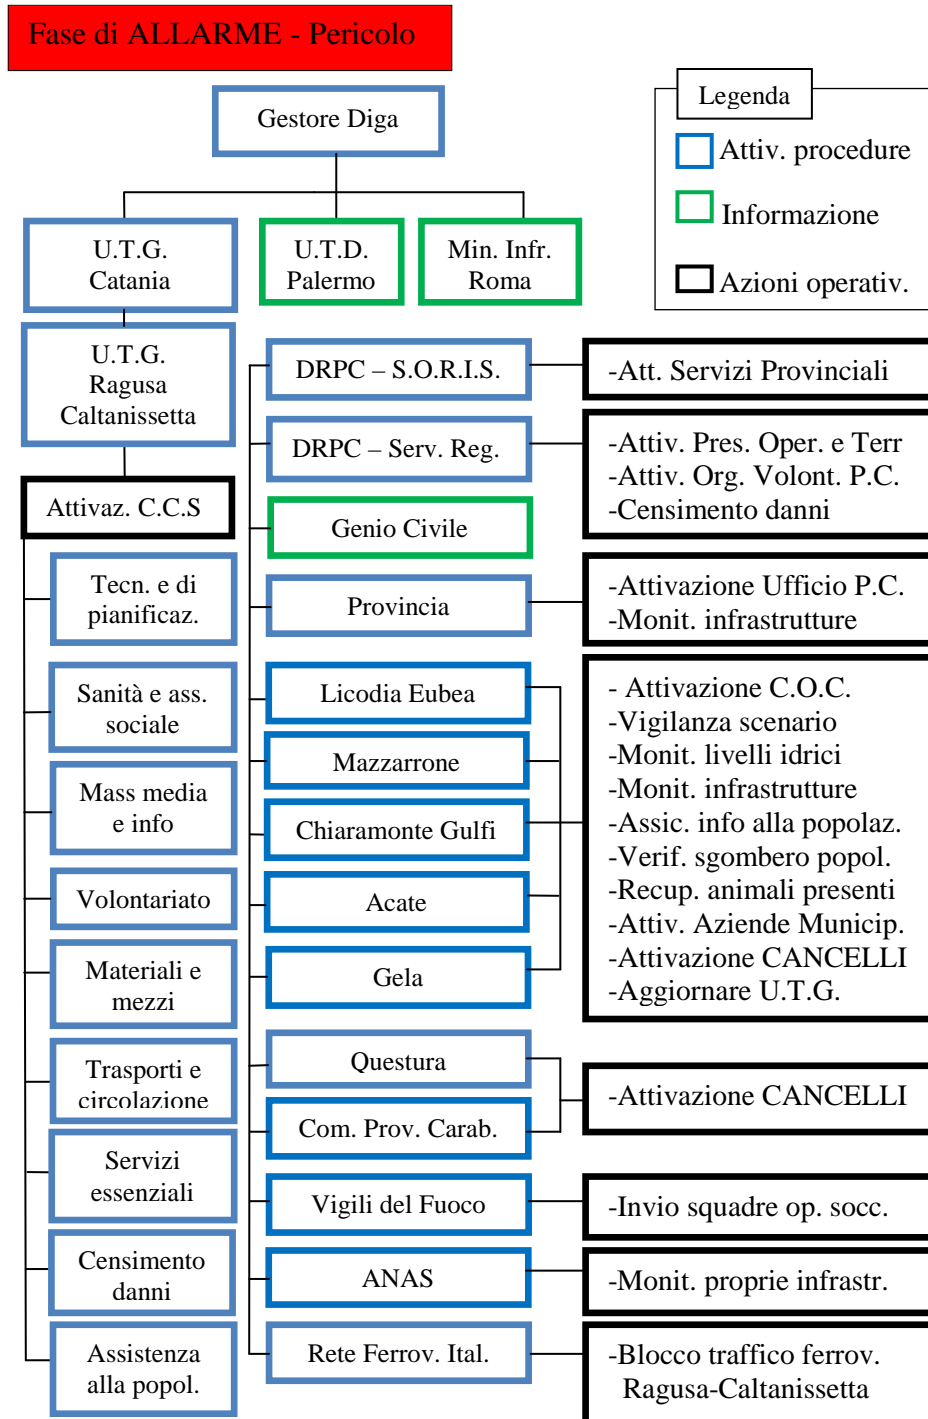 Fase di ALLARME - Pericolo
Gestore Diga
Legenda
Attiv. procedure
Informazione
Azioni operativ.
U.T.G.
Catania
U.T.D.
Palermo
Min. Infr.
Roma
U.T.G.
Ragusa
Caltanissetta
Attivaz. C.C.S
Tecn. e di
pianificaz.
Sanità e ass.
sociale
Mass media
e info
Volontariato
Materiali e
mezzi
Trasporti e
circolazione
Servizi
essenziali
Censimento
danni
Assistenza
alla popol.
DRPC – S.O.R.I.S.
DRPC – Serv. Reg.
Genio Civile
Provincia
Licodia Eubea
Mazzarrone
Chiaramonte Gulfi
Acate
Gela
Questura
Com. Prov. Carab.
Vigili del Fuoco
ANAS
Rete Ferrov. Ital.
-Att. Servizi Provinciali
-Attiv. Pres. Oper. e Terr
-Attiv. Org. Volont. P.C.
-Censimento danni
-Attivazione Ufficio P.C.
-Monit. infrastrutture
- Attivazione C.O.C.
-Vigilanza scenario
-Monit. livelli idrici
-Monit. infrastrutture
-Assic. info alla popolaz.
-Verif. sgombero popol.
-Recup. animali presenti
-Attiv. Aziende Municip.
-Attivazione CANCELLI
-Aggiornare U.T.G.
-Attivazione CANCELLI
-Invio squadre op. socc.
-Monit. proprie infrastr.
-Blocco traffico ferrov.
Ragusa-Caltanissetta